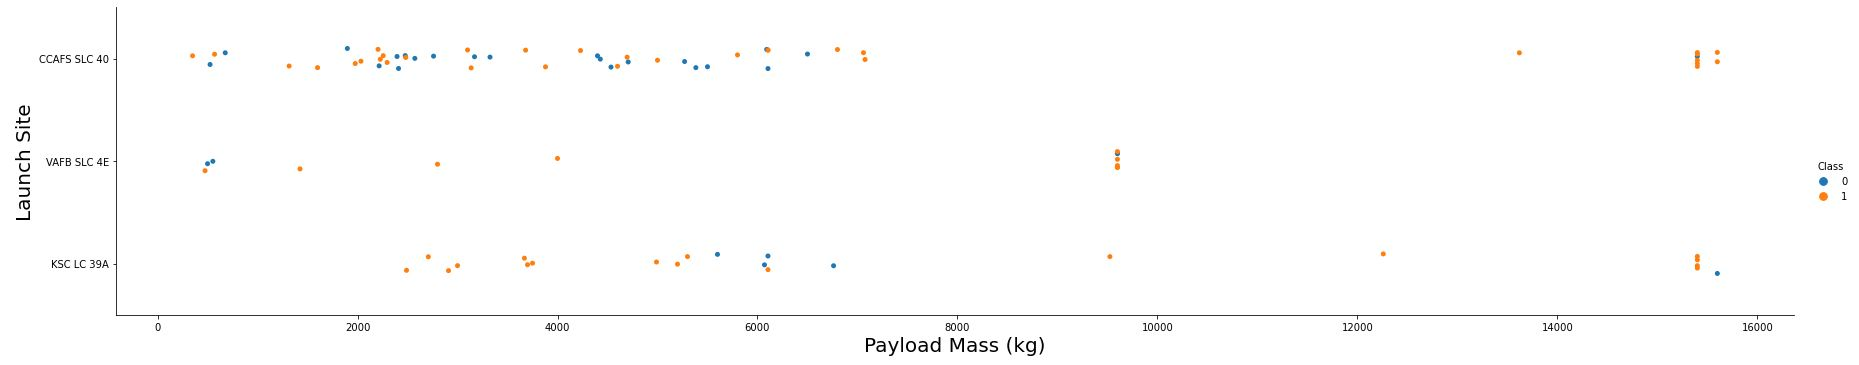 Launch Site
CCAFS SLC 40
VAFB SLC 4E
KSC LC 39A
0
2000
4000
6000
8000
10000
12000
14000
16000
Payload Mass (kg)
Class
0
1